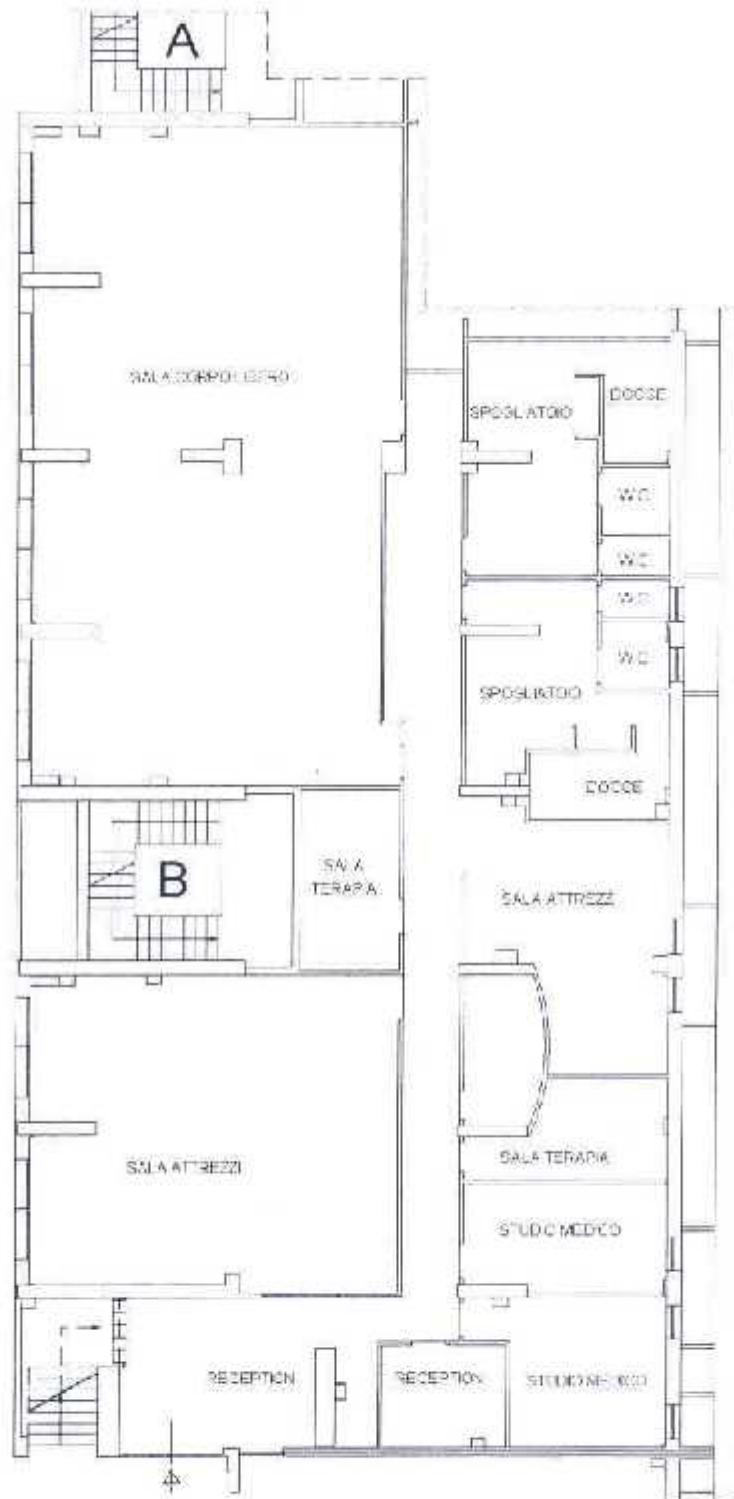 A
SALA CORPO LIBERO
SPOGLIATOIO
DOCCE
W.C
W.C
W.C
W.C
SPOGLIATOIO
DOCCE
B
SALA
TERAPIA
SALA ATTREZZI
SALA ATTREZZI
SALA TERAPIA
STUDIO MEDICO
RECEPTION
RECEPTION
STUDIO MEDICO